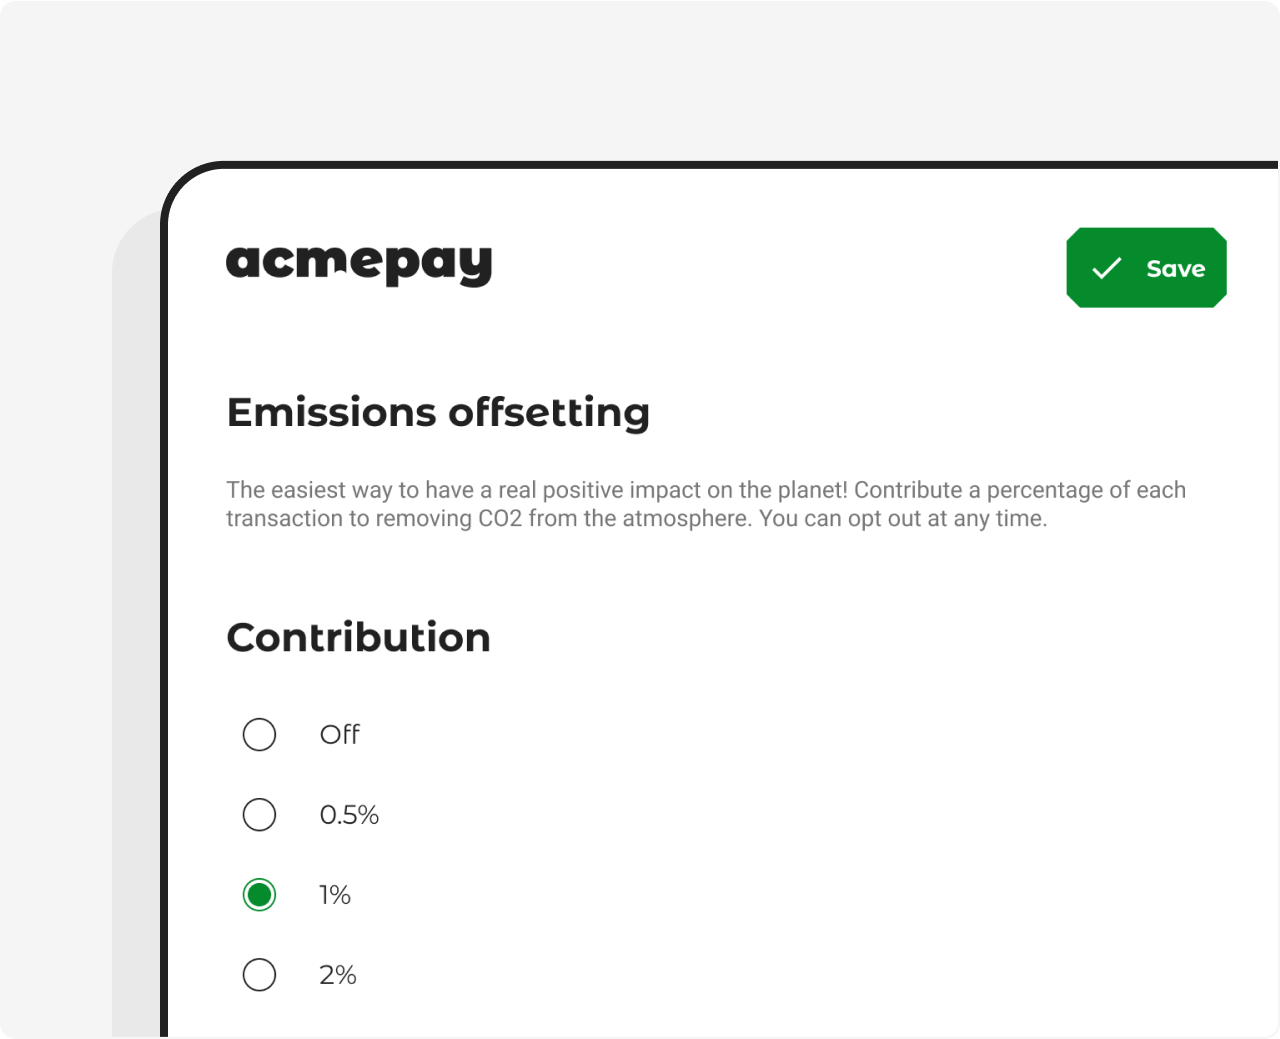 acmepay
Save
Emissions offsetting
The easiest way to have a real positive impact on the planet! Contribute a percentage of each
transaction to removing CO2 from the atmosphere. You can opt out at any time.
Contribution
Off
0.5%
1%
2%